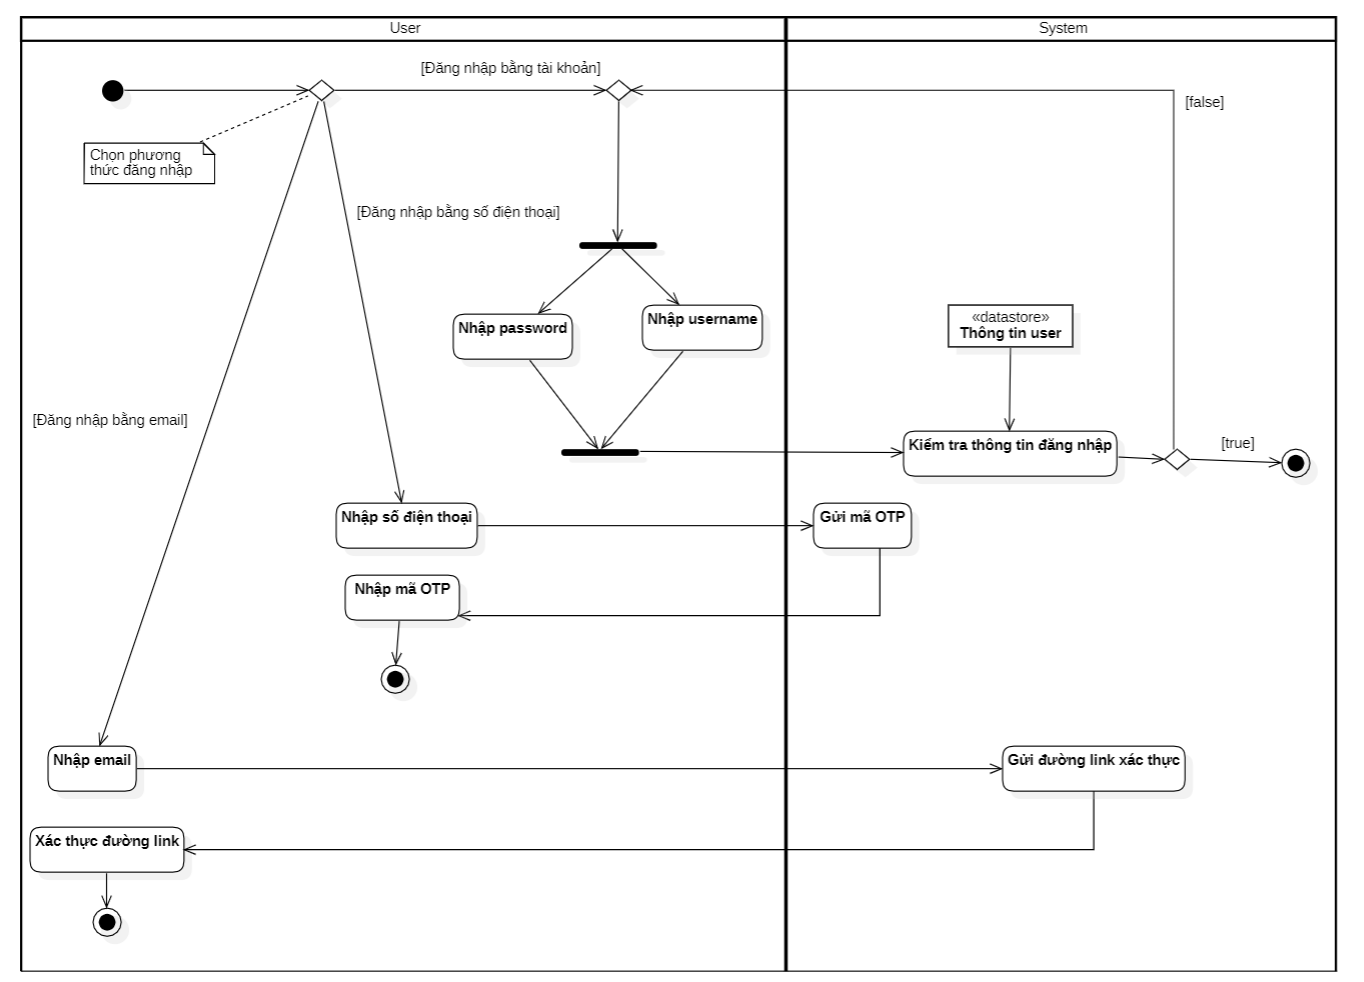 User
System
[Đăng nhập bằng tài khoản]
[false]
Chọn phương
thức đăng nhập
[Đăng nhập bằng số điện thoại]
Nhập password
Nhập username
«datastore»
Thông tin user
[Đăng nhập bằng email]
Kiểm tra thông tin đăng nhập
[true]
Nhập số điện thoại
Gửi mã OTP
Nhập mã OTP
Nhập email
Gửi đường link xác thực
Xác thực đường link